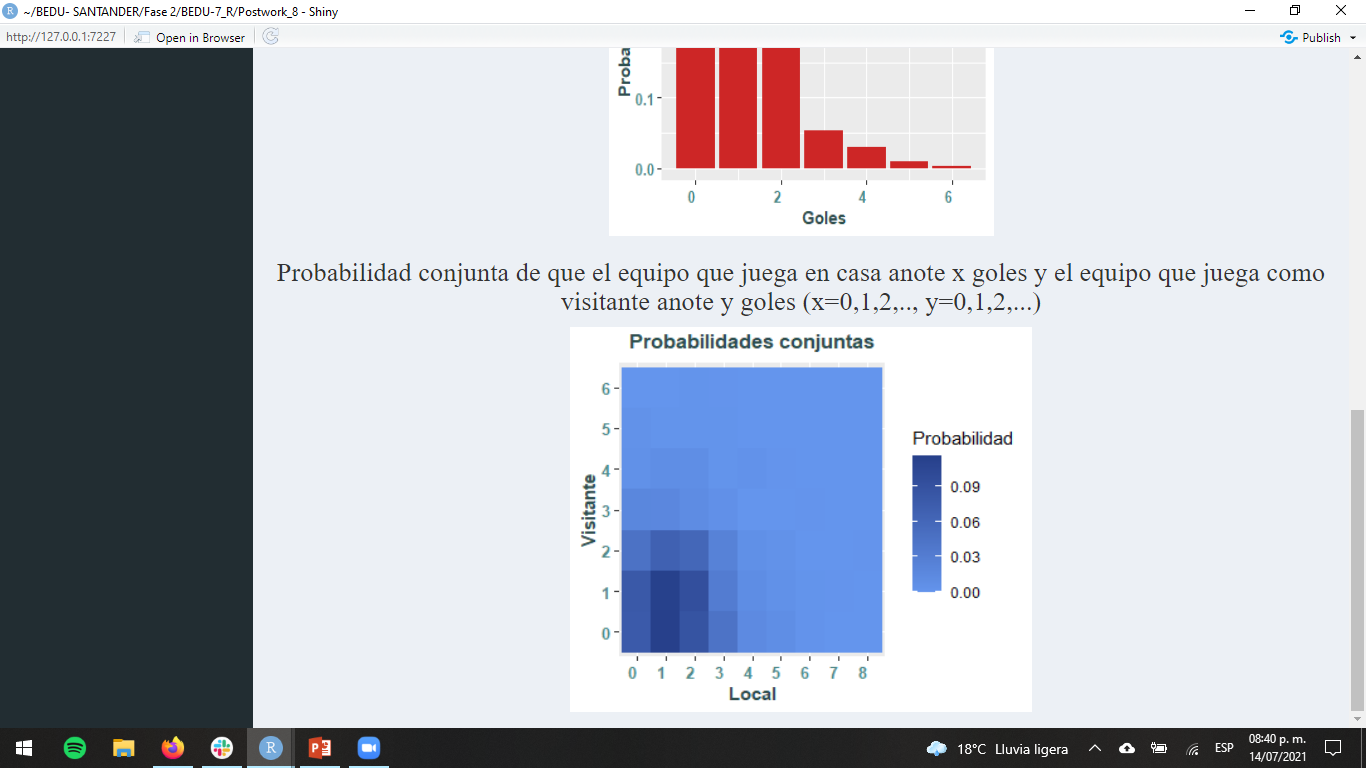 ~/BEDU- SANTANDER/Fase 2/BEDU-7_R/Postwork_8 - Shiny
http://127.0.0.1:7227 Open in Browser Publish
Proba
0.1
0.0
0 2 4 6
Goles
Probabilidad conjunta de que el equipo que juega en casa anote x goles y el equipo que juega como
visitante anote y goles (x=0,1,2,.., y=0,1,2,...)
Probabilidades conjuntas
6
5
4
3
2
1
0
Visitante
0 1 2 3 4 5 6 7 8
Local
Probabilidad
0.09
0.06
0.03
0.00
18°C Lluvia ligera
ESP
08:40 p. m.
14/07/2021